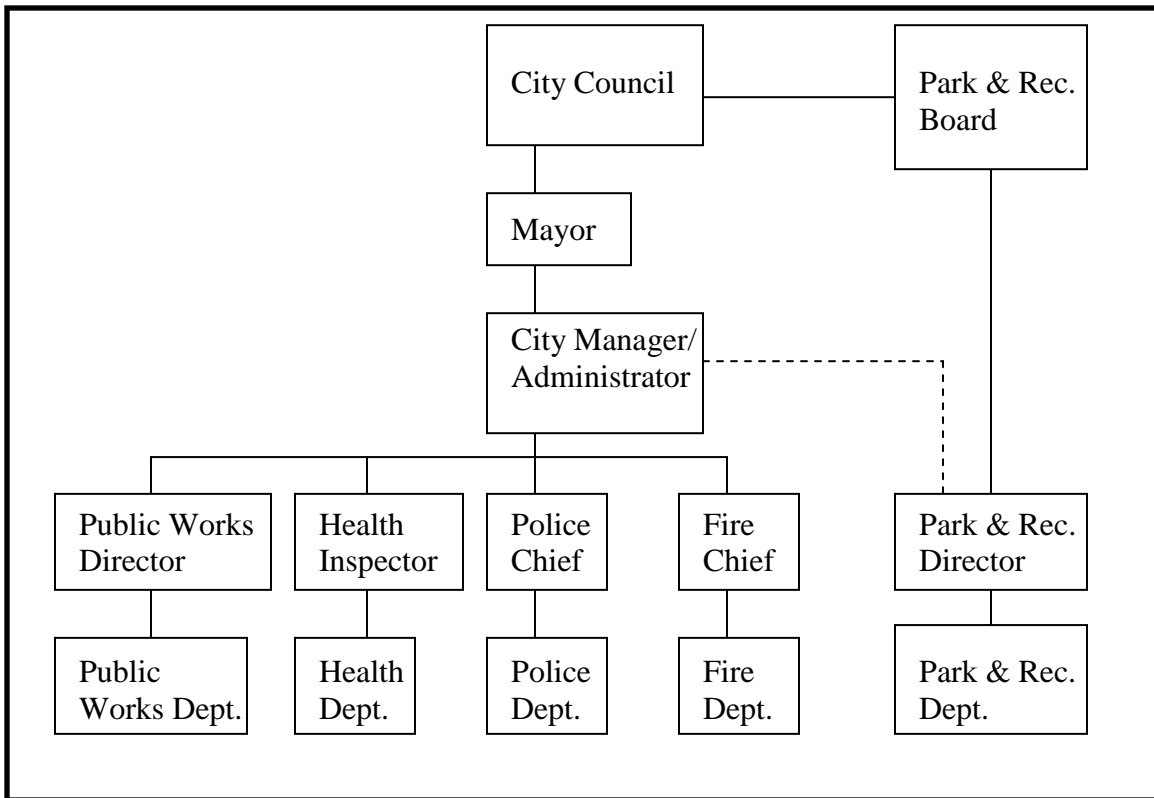 City Council
Park & Rec.
Board
Mayor
City Manager/
Administrator
Public Works
Director
Health
Inspector
Police
Chief
Fire
Chief
Park & Rec.
Director
Public
Works Dept.
Health
Dept.
Police
Dept.
Fire
Dept.
Park & Rec.
Dept.